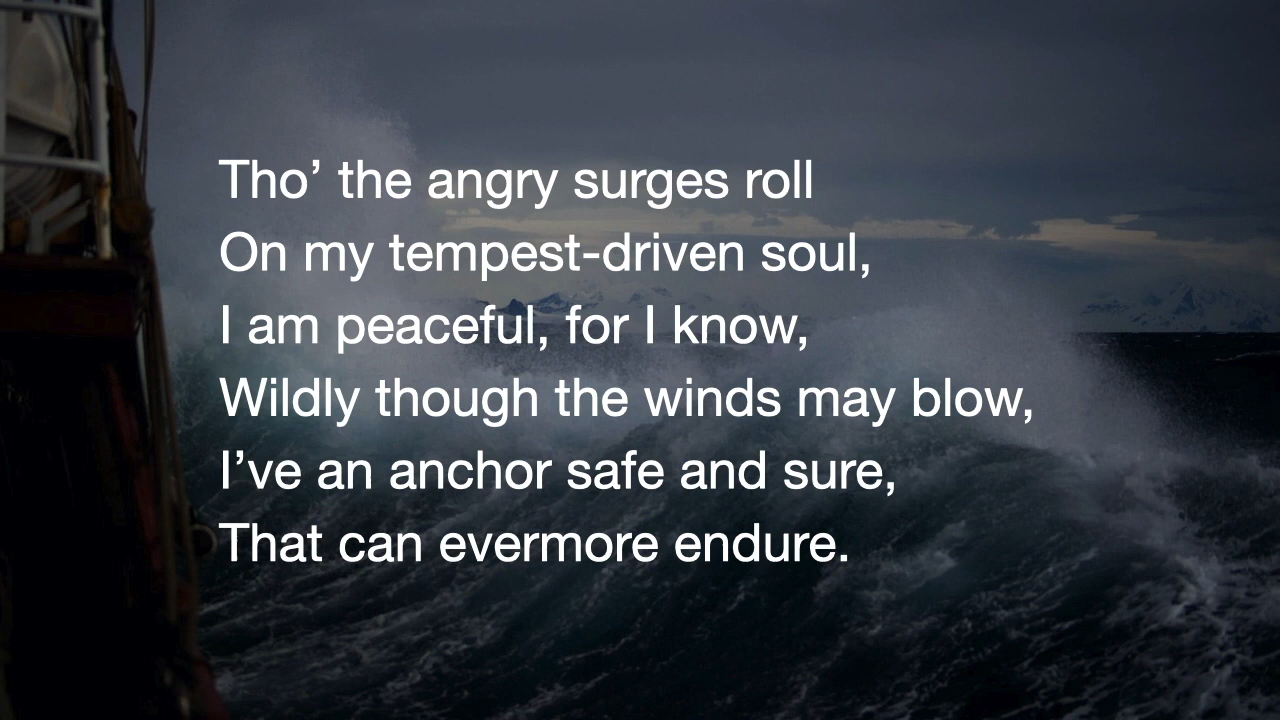 Tho’ the angry surges roll
On my tempest-driven soul,
I am peaceful, for I know,
Wildly though the winds may blow,
I’ve an anchor safe and sure,
That can evermore endure.